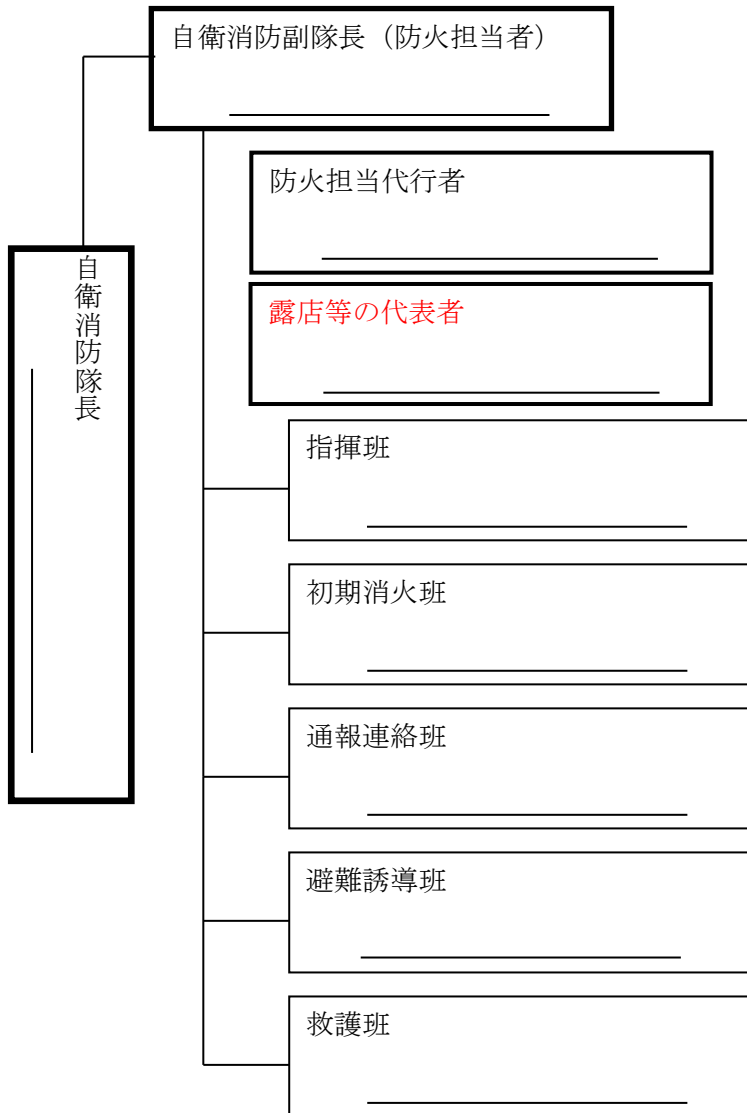 自衛消防副隊長（防火担当者）
防火担当代行者
露店等の代表者
自衛消防隊長
指揮班
初期消火班
通報連絡班
避難誘導班
救護班